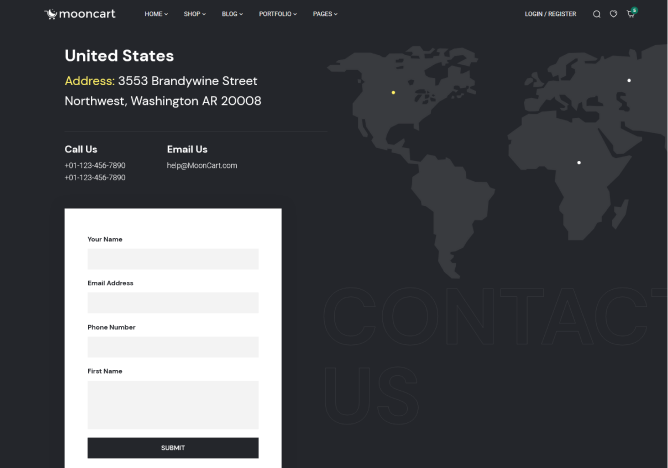 mooncart HOME SHOP BLOG PORTFOLIO PAGES LOGIN / REGISTER
United States
Address: 3553 Brandywine Street
Northwest, Washington AR 20008
Call Us Email Us
+01-123-456-7890 help@MoonCart.com
+01-123-456-7890
Your Name
Email Address
Phone Number
First Name
SUBMIT
CONTACT
US